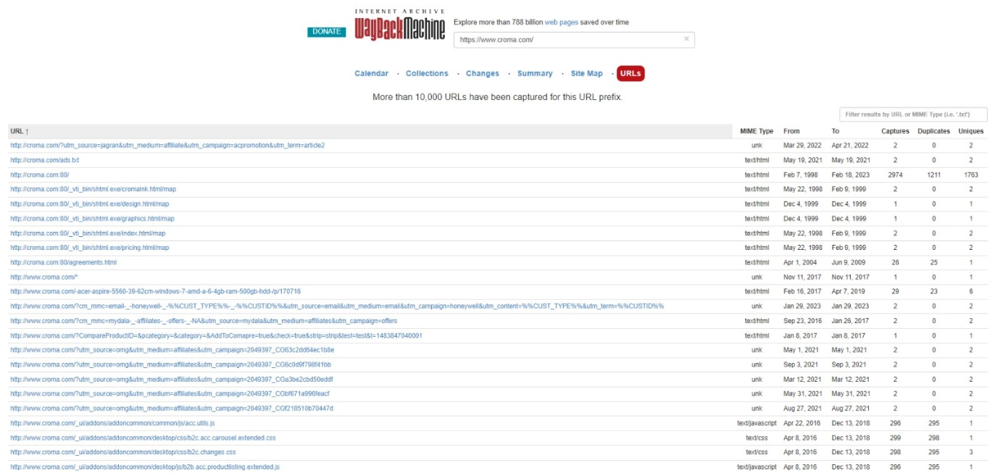 INTERNET ARCHIVE
DONATE
WayBackMachine
Explore more than 788 billion web pages saved over time
https://www.croma.com/ ×
Calendar · Collections · Changes · Summary · Site Map · URLs
More than 10,000 URLs have been captured for this URL prefix.
Filter results by URL or MIME Type (i.e. '.txt')
URL ↑ MIME Type From To Captures Duplicates Uniques
http://croma.com/?utm_source=jagran&utm_medium=affiliate&utm_campaign=acpromotion&utm_term=article2 unk Mar 29, 2022 Apr 21, 2022 2 0 2
http://croma.com/ads.txt text/html May 19, 2021 May 19, 2021 2 0 2
http://croma.com:80/ text/html Feb 7, 1998 Feb 18, 2023 2974 1211 1763
http://croma.com:80/_vti_bin/shtml.exe/cromalnk.html/map text/html May 22, 1998 Feb 9, 1999 2 0 2
http://croma.com:80/_vti_bin/shtml.exe/design.html/map text/html Dec 4, 1999 Dec 4, 1999 1 0 1
http://croma.com:80/_vti_bin/shtml.exe/graphics.html/map text/html Dec 4, 1999 Dec 4, 1999 1 0 1
http://croma.com:80/_vti_bin/shtml.exe/index.html/map text/html May 22, 1998 Feb 9, 1999 2 0 2
http://croma.com:80/_vti_bin/shtml.exe/pricing.html/map text/html May 22, 1998 Feb 9, 1999 2 0 2
http://croma.com:80/agreements.html text/html Apr 1, 2004 Jun 9, 2009 26 25 1
http://www.croma.com/* unk Nov 11, 2017 Nov 11, 2017 1 0 1
http://www.croma.com/-acer-aspire-5560-39-62cm-windows-7-amd-a-6-4gb-ram-500gb-hdd-/p/170716 text/html Feb 16, 2017 Apr 7, 2019 29 23 6
http://www.croma.com/?cm_mmc=email-_-honeywell-_-%%CUST_TYPE%%-_-%%CUSTID%%&utm_source=email&utm_medium=email&utm_campaign=honeywell&utm_content=%%CUST_TYPE%%&utm_term=%%CUSTID%% unk Jan 29, 2023 Jan 29, 2023 2 0 2
http://www.croma.com/?cm_mmc=mydala-_-affiliates-_-offers-_-NA&utm_source=mydala&utm_medium=affiliates&utm_campaign=offers text/html Sep 23, 2016 Jan 26, 2017 2 0 2
http://www.croma.com/?CompareProductID=&pcategory=&category=&AddToComapre=true&check=true&strip=strip&test=test&t=1483847040001 text/html Jan 8, 2017 Jan 8, 2017 1 0 1
http://www.croma.com/?utm_source=omg&utm_medium=affiliates&utm_campaign=2049397_CG63c2dd64ec1b8e unk May 1, 2021 May 1, 2021 2 0 2
http://www.croma.com/?utm_source=omg&utm_medium=affiliates&utm_campaign=2049397_CG6c0d9f798f41bb unk Sep 3, 2021 Sep 3, 2021 2 0 2
http://www.croma.com/?utm_source=omg&utm_medium=affiliates&utm_campaign=2049397_CGa3be2cbd50eddf unk Mar 12, 2021 Mar 12, 2021 2 0 2
http://www.croma.com/?utm_source=omg&utm_medium=affiliates&utm_campaign=2049397_CGbf671a996feacf unk May 31, 2021 May 31, 2021 2 0 2
http://www.croma.com/?utm_source=omg&utm_medium=affiliates&utm_campaign=2049397_CGf218510b70447d unk Aug 27, 2021 Aug 27, 2021 2 0 2
http://www.croma.com/_ui/addons/addoncommon/common/js/acc.utils.js text/javascript Apr 22, 2016 Dec 13, 2018 296 295 1
http://www.croma.com/_ui/addons/addoncommon/desktop/css/b2c.acc.carousel.extended.css text/css Apr 8, 2016 Dec 13, 2018 299 298 1
http://www.croma.com/_ui/addons/addoncommon/desktop/css/b2c.changes.css text/css Apr 8, 2016 Dec 13, 2018 298 295 3
http://www.croma.com/_ui/addons/addoncommon/desktop/js/b2b.acc.productlisting.extended.js text/javascript Apr 8, 2016 Dec 13, 2018 296 295 1